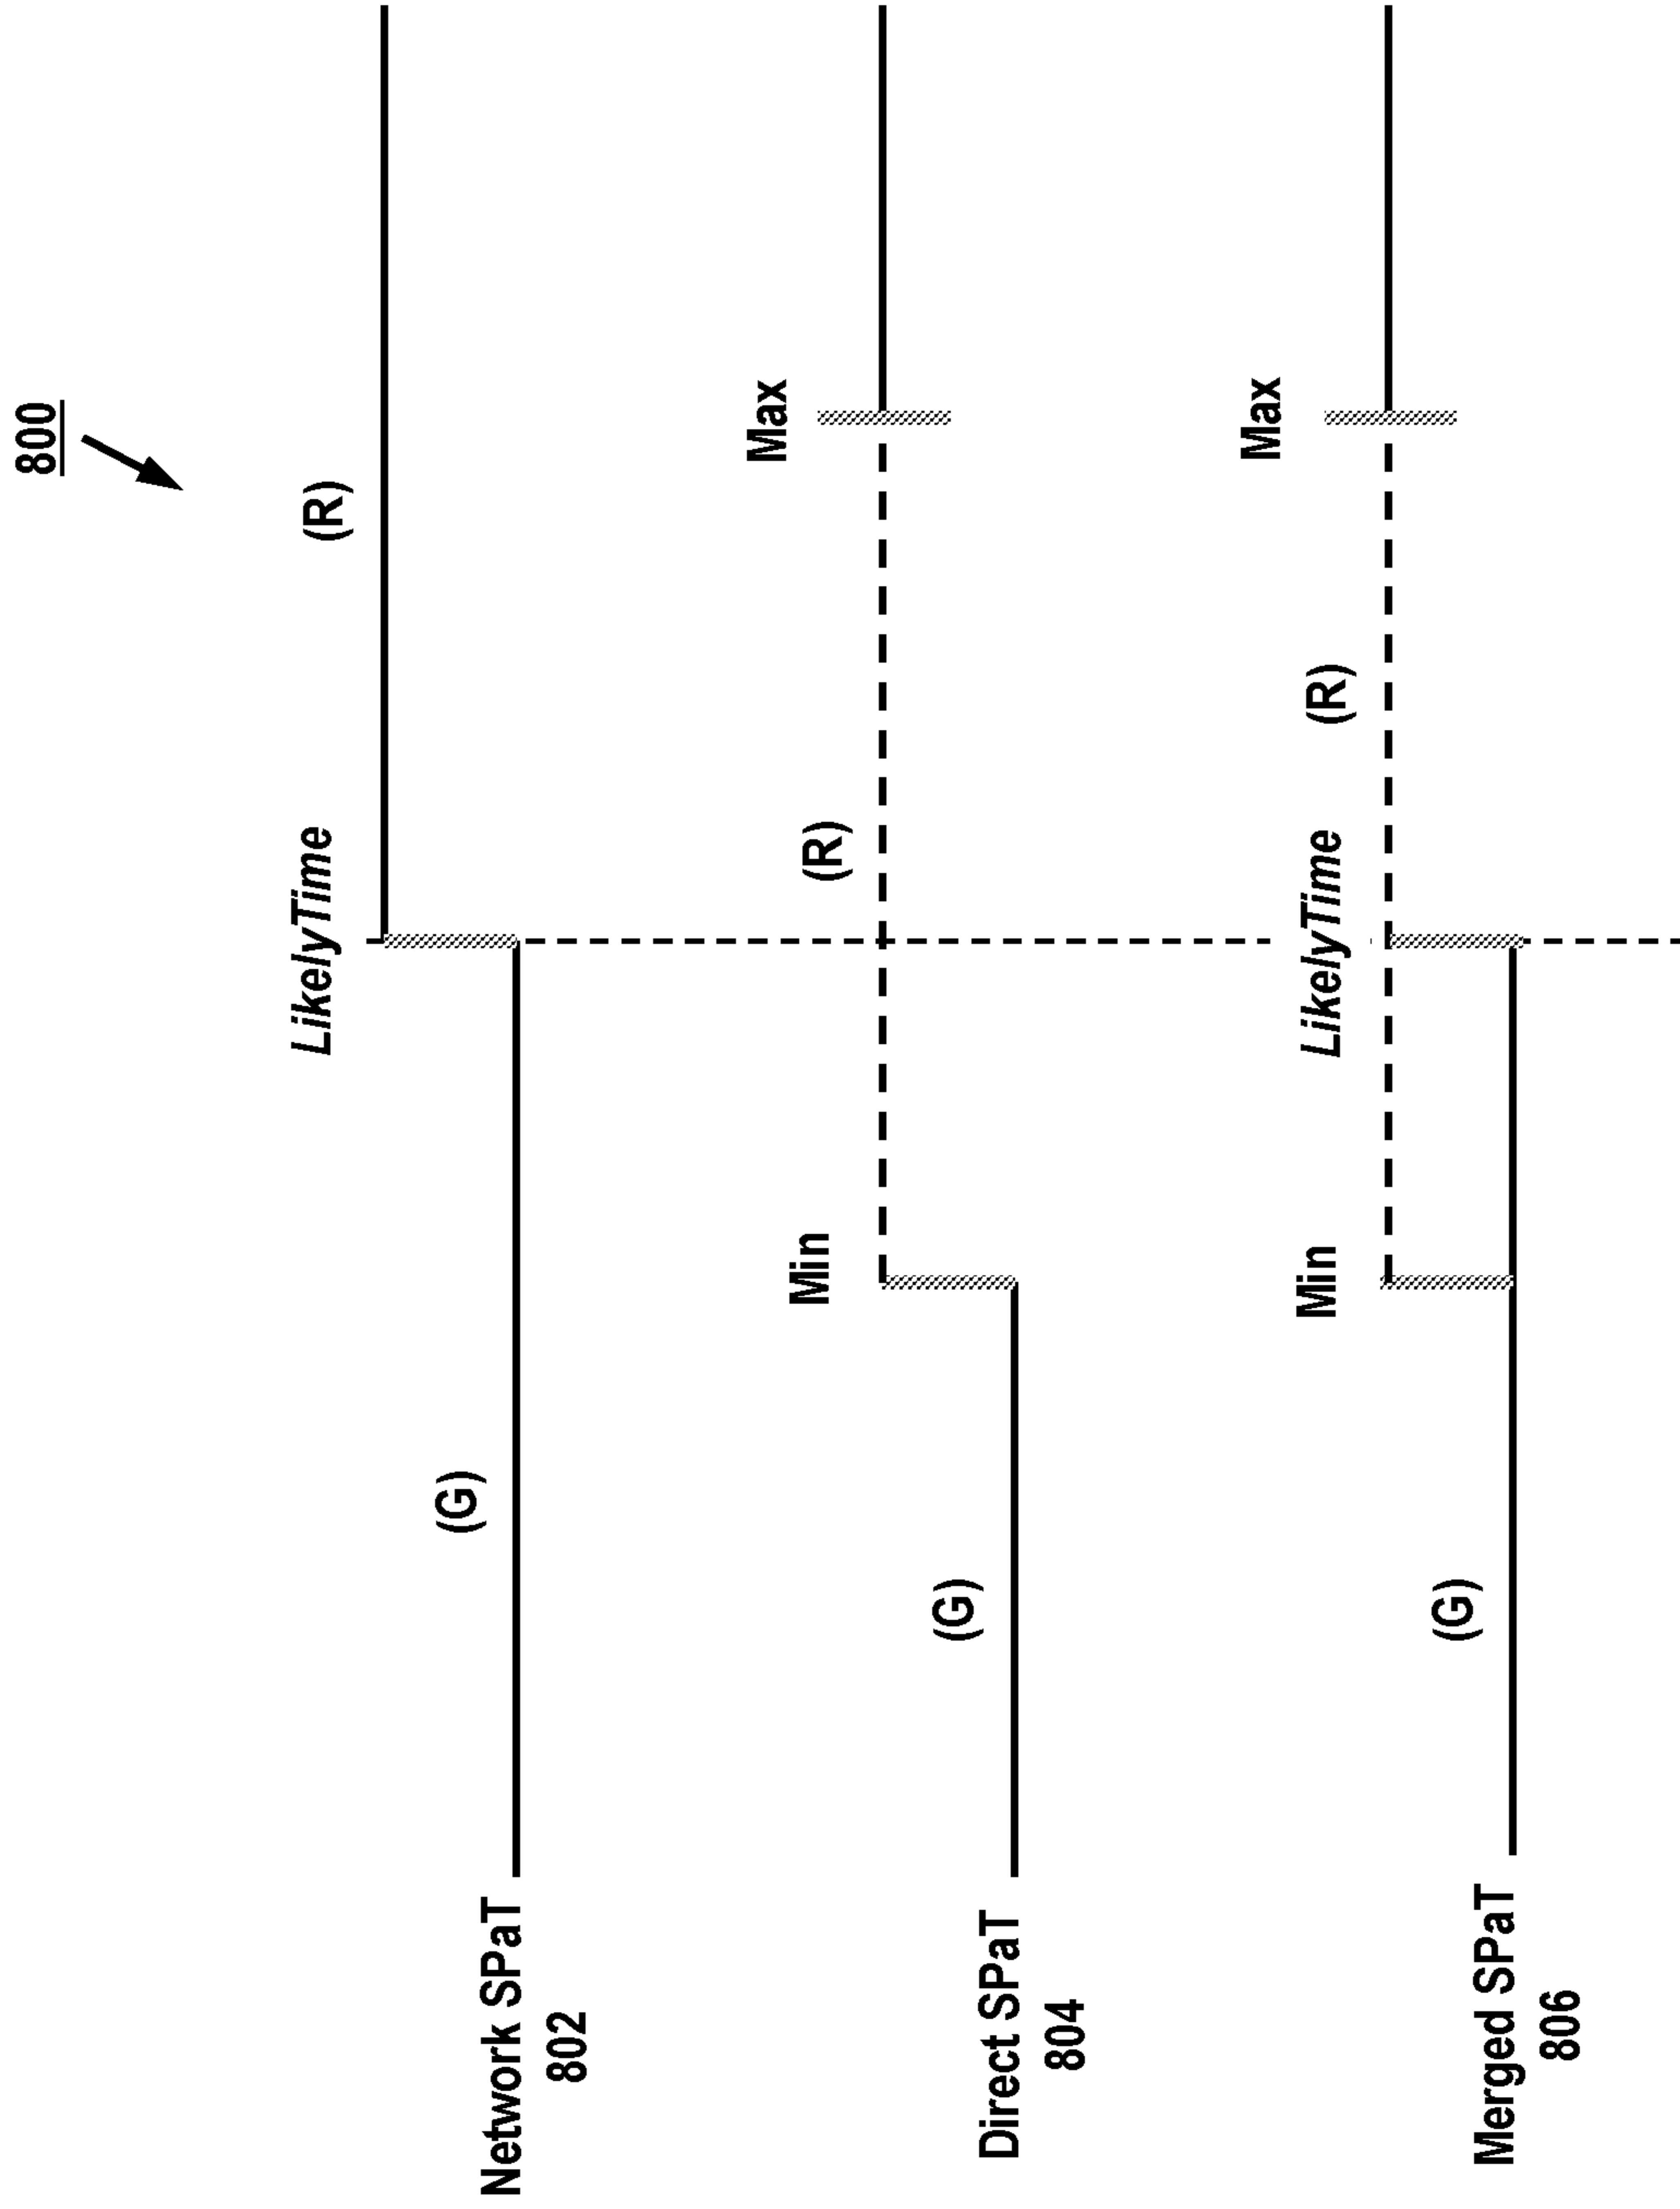 800
LikelyTime
(R)
(G)
Network SPaT
802
Max
Min
(R)
(G)
Direct SPaT
804
Max
LikelyTime
(R)
Min
(G)
Merged SPaT
806